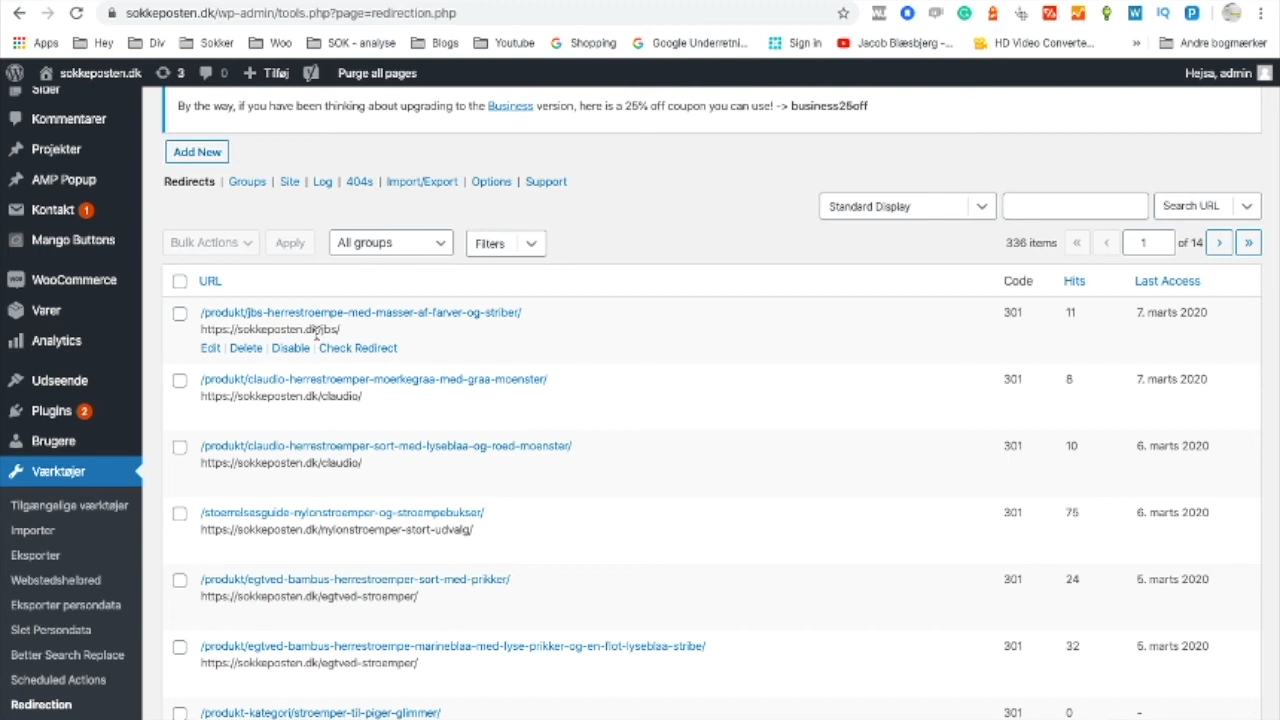 sokkeposten.dk/wp-admin/tools.php?page=redirection.php
Apps Hey Div Sokker Woo SOK - analyse Blogs Youtube Shopping Google Underretni... Sign in Jacob Blæsbjerg -... HD Video Converte... » Andre bogmærker
sokkeposten.dk 3 0 + Tilføj Purge all pages Hejsa, admin
Sider
Kommentarer
Projekter
AMP Popup
Kontakt 1
Mango Buttons
WooCommerce
Varer
Analytics
Udseende
Plugins 2
Brugere
Værktøjer
Tilgængelige værktøjer
Importer
Eksporter
Webstedshelbred
Eksporter persondata
Slet Persondata
Better Search Replace
Scheduled Actions
Redirection
By the way, if you have been thinking about upgrading to the Business version, here is a 25% off coupon you can use! -> business25off
Add New
Redirects | Groups | Site | Log | 404s | Import/Export | Options | Support
Standard Display Search URL
Bulk Actions Apply All groups Filters 336 items « ‹ 1 of 14 › »
URL Code Hits Last Access
/produkt/jbs-herrestroempe-med-masser-af-farver-og-striber/ 301 11 7. marts 2020
https://sokkeposten.dk/jbs/
Edit | Delete | Disable | Check Redirect
/produkt/claudio-herrestroemper-moerkegraa-med-graa-moenster/ 301 8 7. marts 2020
https://sokkeposten.dk/claudio/
/produkt/claudio-herrestroemper-sort-med-lyseblaa-og-roed-moenster/ 301 10 6. marts 2020
https://sokkeposten.dk/claudio/
/stoerrelsesguide-nylonstroemper-og-stroempebukser/ 301 75 6. marts 2020
https://sokkeposten.dk/nylonstroemper-stort-udvalg/
/produkt/egtved-bambus-herrestroemper-sort-med-prikker/ 301 24 5. marts 2020
https://sokkeposten.dk/egtved-stroemper/
/produkt/egtved-bambus-herrestroempe-marineblaa-med-lyse-prikker-og-en-flot-lyseblaa-stribe/ 301 32 5. marts 2020
https://sokkeposten.dk/egtved-stroemper/
/produkt-kategori/stroemper-til-piger-glimmer/ 301 0 -